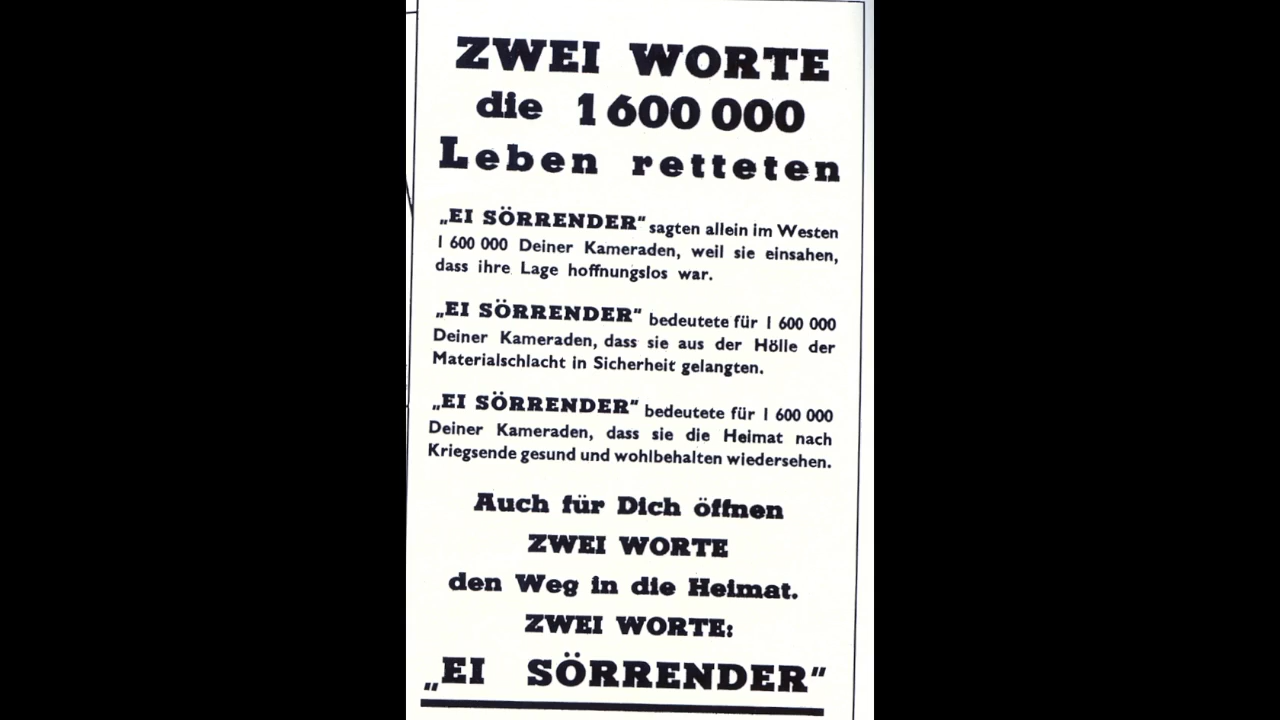 ZWEI WORTE
die 1 600 000
Leben retteten
„EI SÖRRENDER" sagten allein im Westen
1 600 000 Deiner Kameraden, weil sie einsahen,
dass ihre Lage hoffnungslos war.
„EI SÖRRENDER" bedeutete für 1 600 000
Deiner Kameraden, dass sie aus der Hölle der
Materialschlacht in Sicherheit gelangten.
„EI SÖRRENDER" bedeutete für 1 600 000
Deiner Kameraden, dass sie die Heimat nach
Kriegsende gesund und wohlbehalten wiedersehen.
Auch für Dich öffnen
ZWEI WORTE
den Weg in die Heimat.
ZWEI WORTE:
„EI SÖRRENDER"